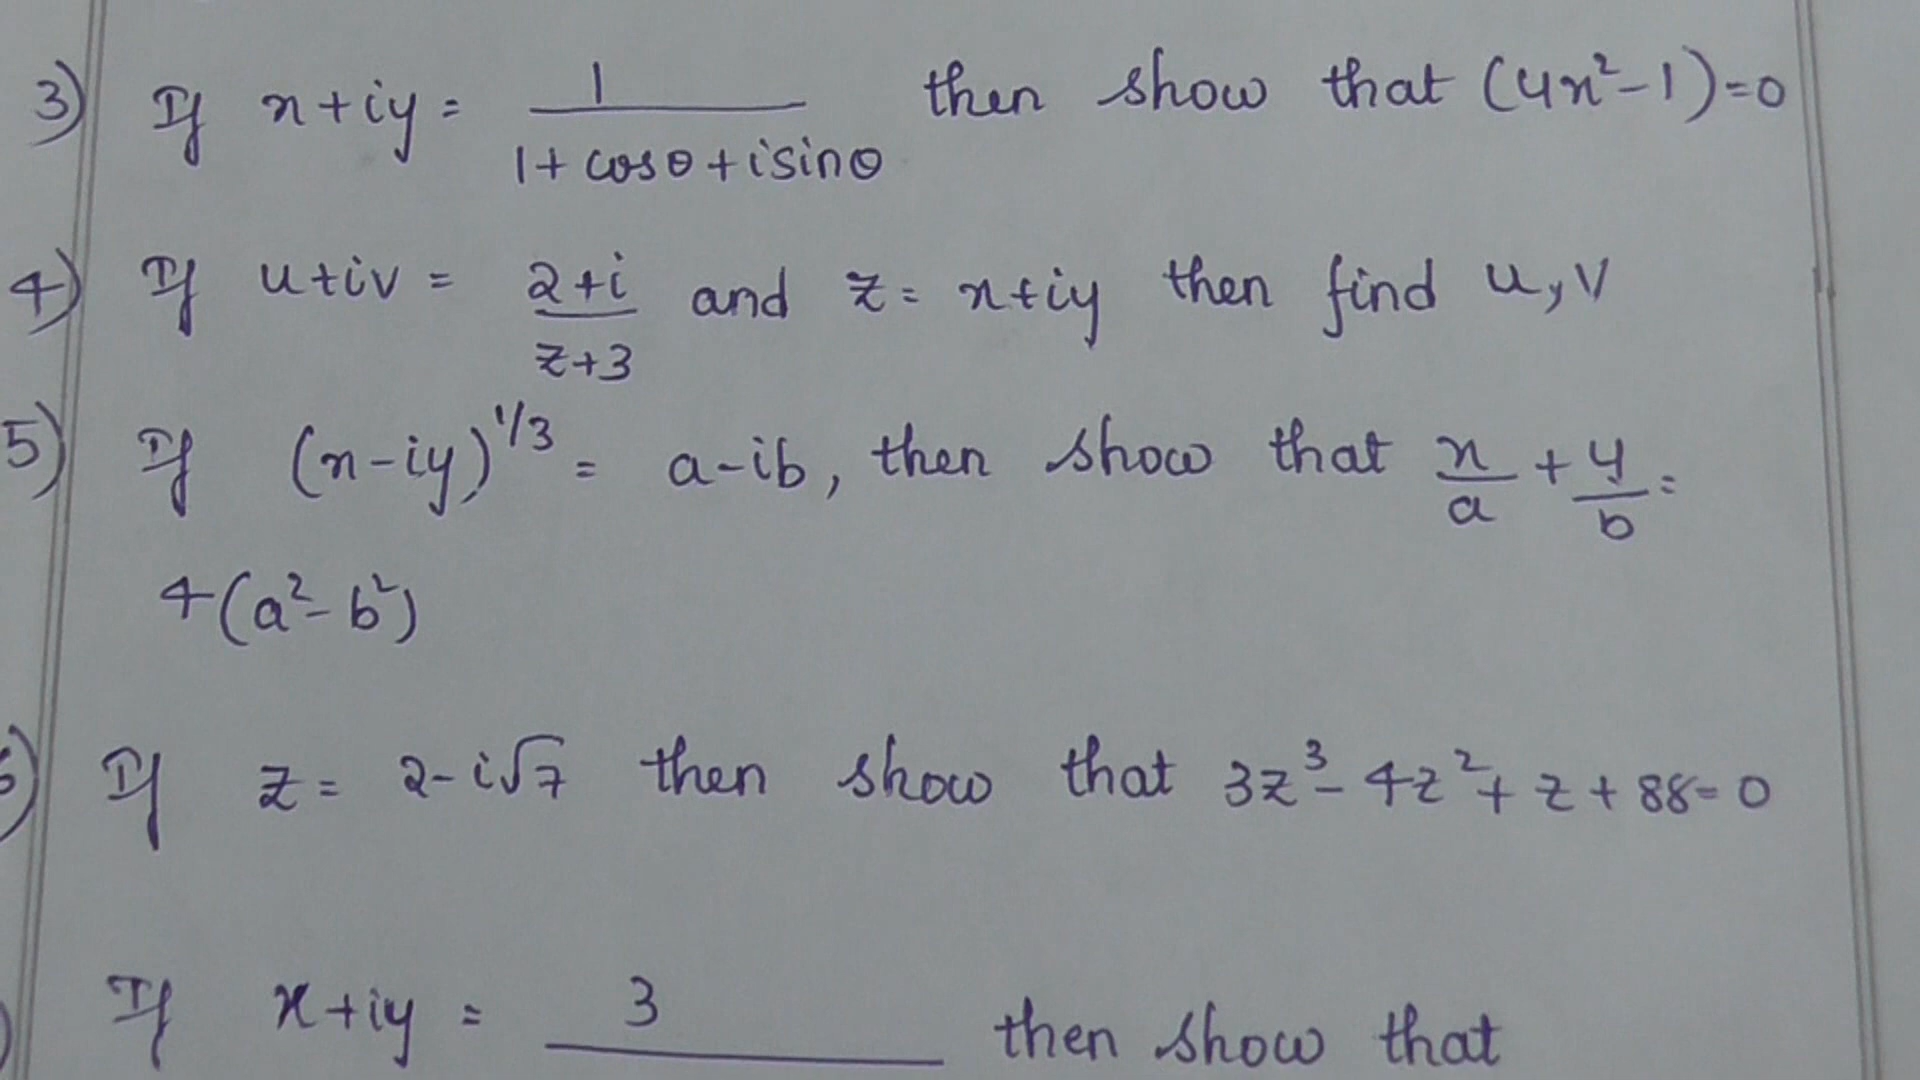 3) If x+iy = 1/(1+cosθ+isinθ) then show that (4x²-1)=0
4) If u+iv = (2+i)/(z+3) and z = x+iy then find u,v
5) If (x-iy)^1/3 = a-ib, then show that x/a + y/b =
4(a²-b²)
6) If z = 2-i√7 then show that 3z³-4z²+z+88=0
If x+iy = 3 then show that